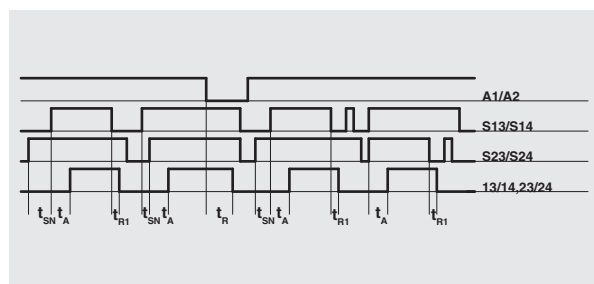 A1/A2
S13/S14
S23/S24
13/14,23/24
tSN tA tR1 tSN tA tR tSN tA tR1 tA tR1